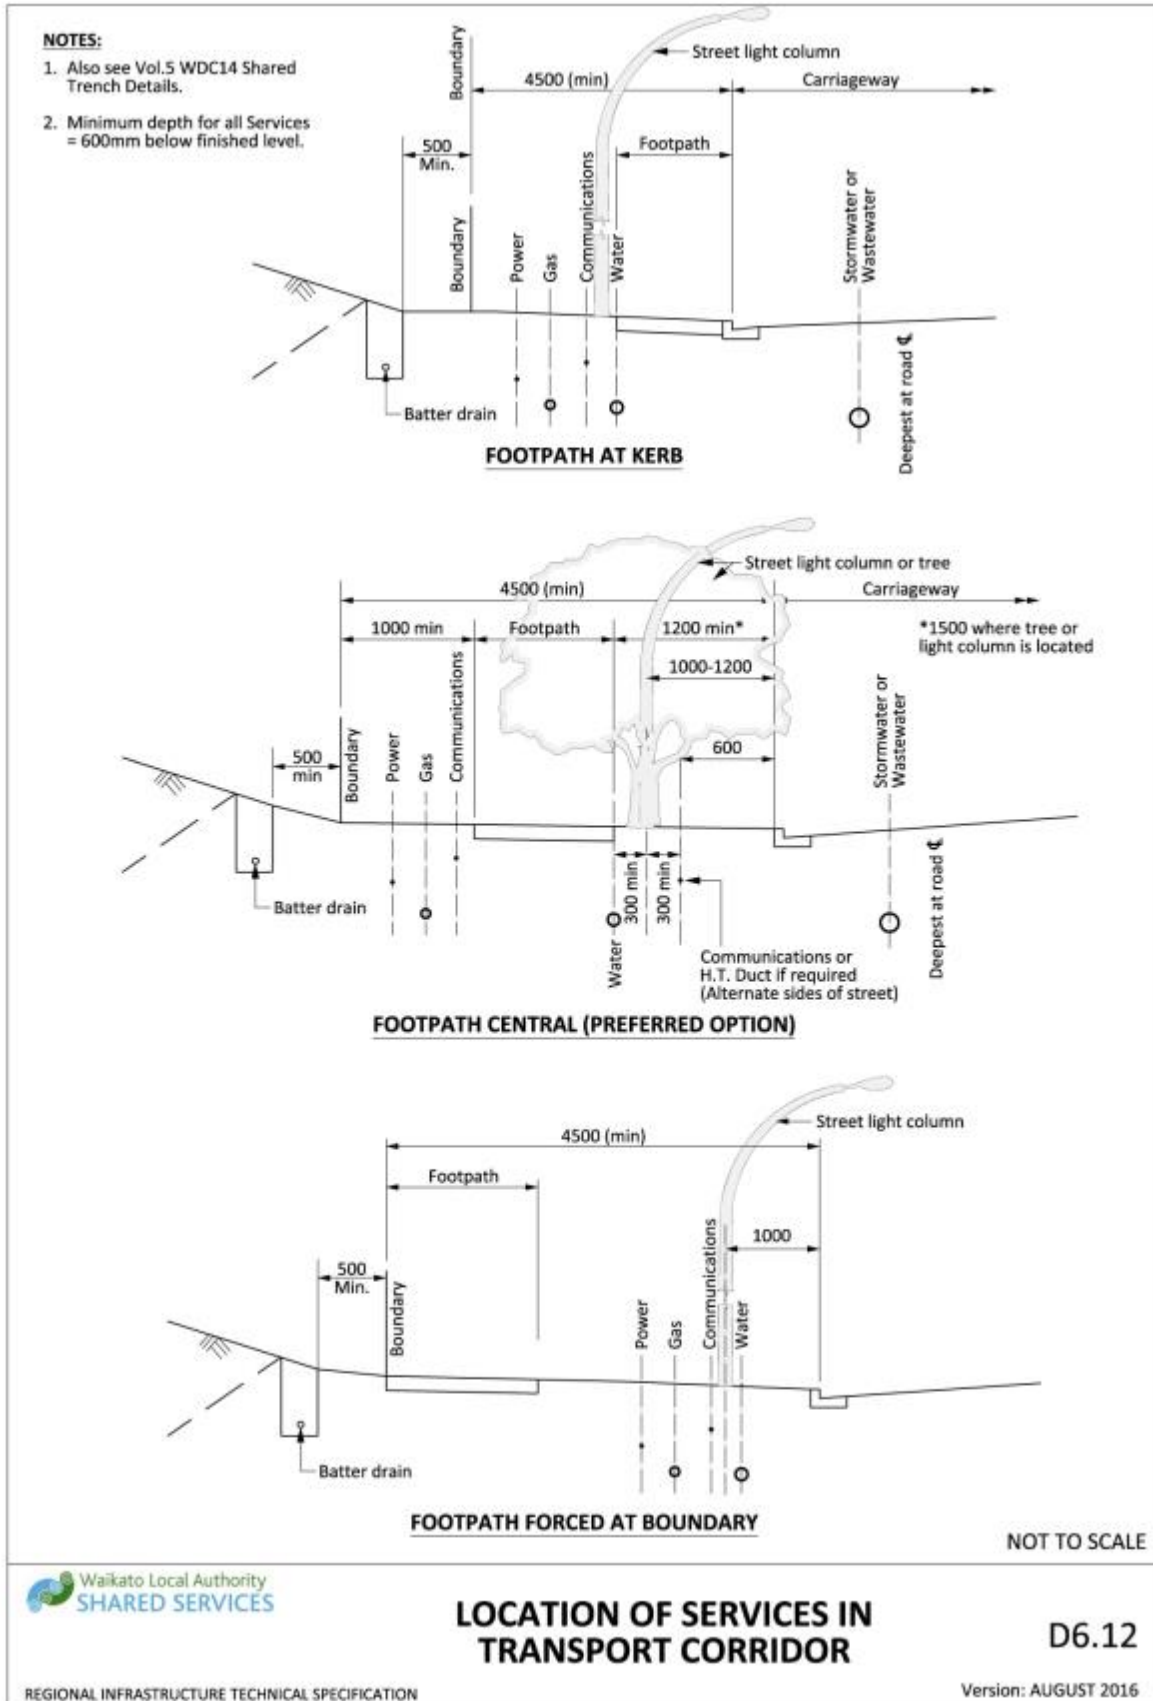 NOTES:
1. Also see Vol.5 WDC14 Shared
Trench Details.
2. Minimum depth for all Services
= 600mm below finished level.
Boundary
4500 (min)
Street light column
Carriageway
500
Min.
Footpath
Boundary
Power
Gas
Communications
Water
Stormwater or
Wastewater
Batter drain
Deepest at road ℄
FOOTPATH AT KERB
Street light column or tree
4500 (min)
Carriageway
1000 min
Footpath
1200 min*
*1500 where tree or
light column is located
1000-1200
500
min
Boundary
Power
Gas
Communications
600
Stormwater or
Wastewater
Batter drain
Water
300 min
300 min
Communications or
H.T. Duct if required
(Alternate sides of street)
Deepest at road ℄
FOOTPATH CENTRAL (PREFERRED OPTION)
4500 (min)
Street light column
Footpath
1000
500
Min.
Boundary
Power
Gas
Communications
Water
Batter drain
FOOTPATH FORCED AT BOUNDARY
NOT TO SCALE
Waikato Local Authority
SHARED SERVICES
LOCATION OF SERVICES IN
TRANSPORT CORRIDOR
D6.12
REGIONAL INFRASTRUCTURE TECHNICAL SPECIFICATION
Version: AUGUST 2016